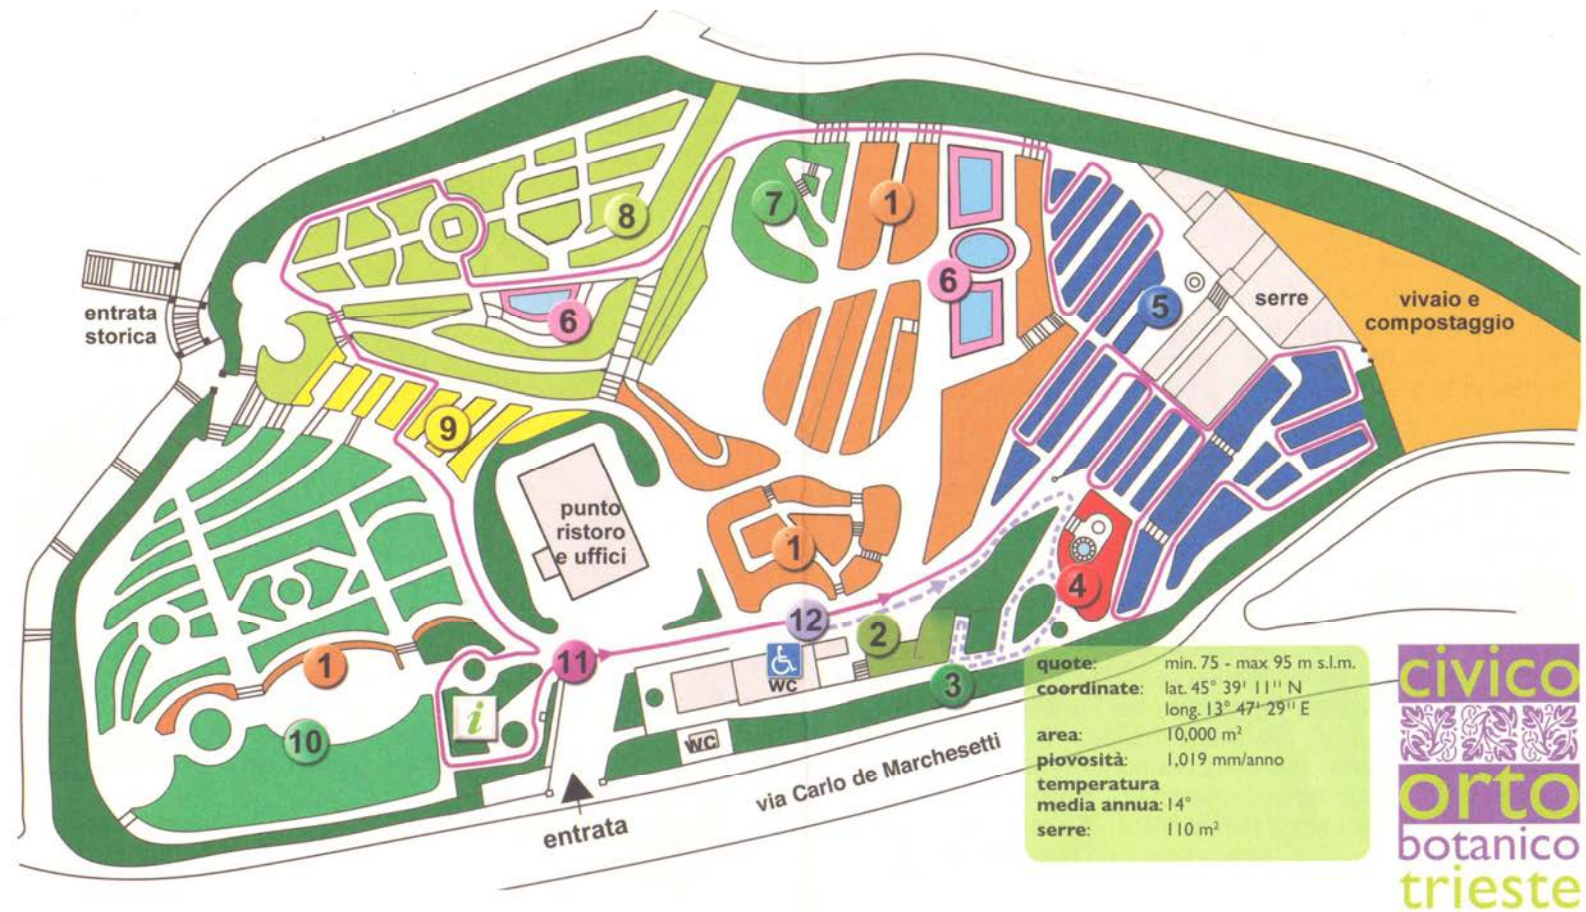 8
7
1
6
5
6
entrata
storica
serre
vivaio e
compostaggio
9
punto
ristoro
e uffici
1
4
12
2
11
1
3
WC
i
10
WC
via Carlo de Marchesetti
entrata
quote: min. 75 - max 95 m s.l.m.
coordinate: lat. 45° 39' 11'' N
long. 13° 47' 29'' E
area: 10,000 m²
piovosità: 1,019 mm/anno
temperatura
media annua: 14°
serre: 110 m²
civico
orto
botanico
trieste